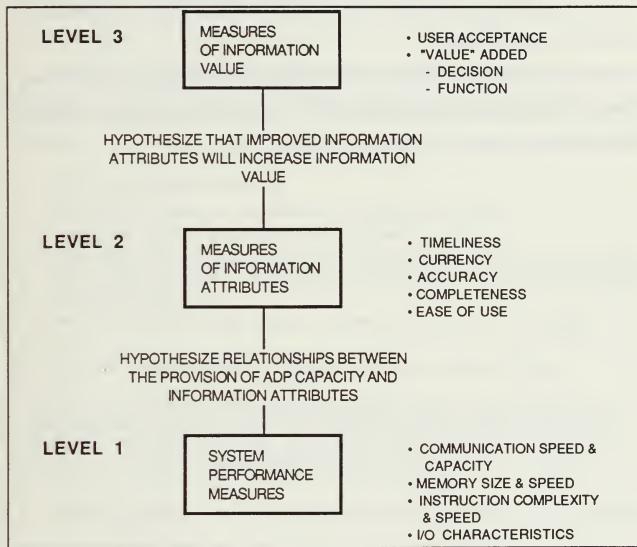 LEVEL 3
MEASURES
OF INFORMATION
VALUE
• USER ACCEPTANCE
• "VALUE" ADDED
- DECISION
- FUNCTION
HYPOTHESIZE THAT IMPROVED INFORMATION
ATTRIBUTES WILL INCREASE INFORMATION
VALUE
LEVEL 2
MEASURES
OF INFORMATION
ATTRIBUTES
• TIMELINESS
• CURRENCY
• ACCURACY
• COMPLETENESS
• EASE OF USE
HYPOTHESIZE RELATIONSHIPS BETWEEN
THE PROVISION OF ADP CAPACITY AND
INFORMATION ATTRIBUTES
LEVEL 1
SYSTEM
PERFORMANCE
MEASURES
• COMMUNICATION SPEED &
CAPACITY
• MEMORY SIZE & SPEED
• INSTRUCTION COMPLEXITY
& SPEED
• I/O CHARACTERISTICS